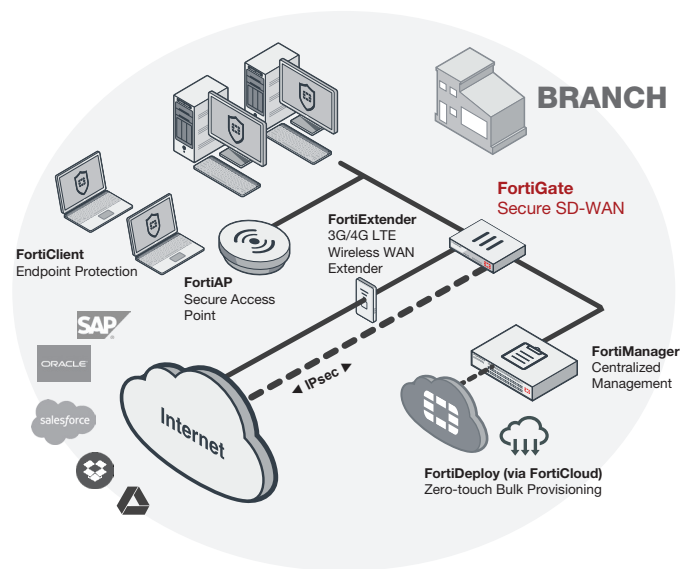 BRANCH
FortiGate
Secure SD-WAN
FortiExtender
3G/4G LTE
Wireless WAN
Extender
FortiClient
Endpoint Protection
FortiAP
Secure Access
Point
SAP
ORACLE
salesforce
Internet
IPsec
FortiManager
Centralized
Management
FortiDeploy (via FortiCloud)
Zero-touch Bulk Provisioning